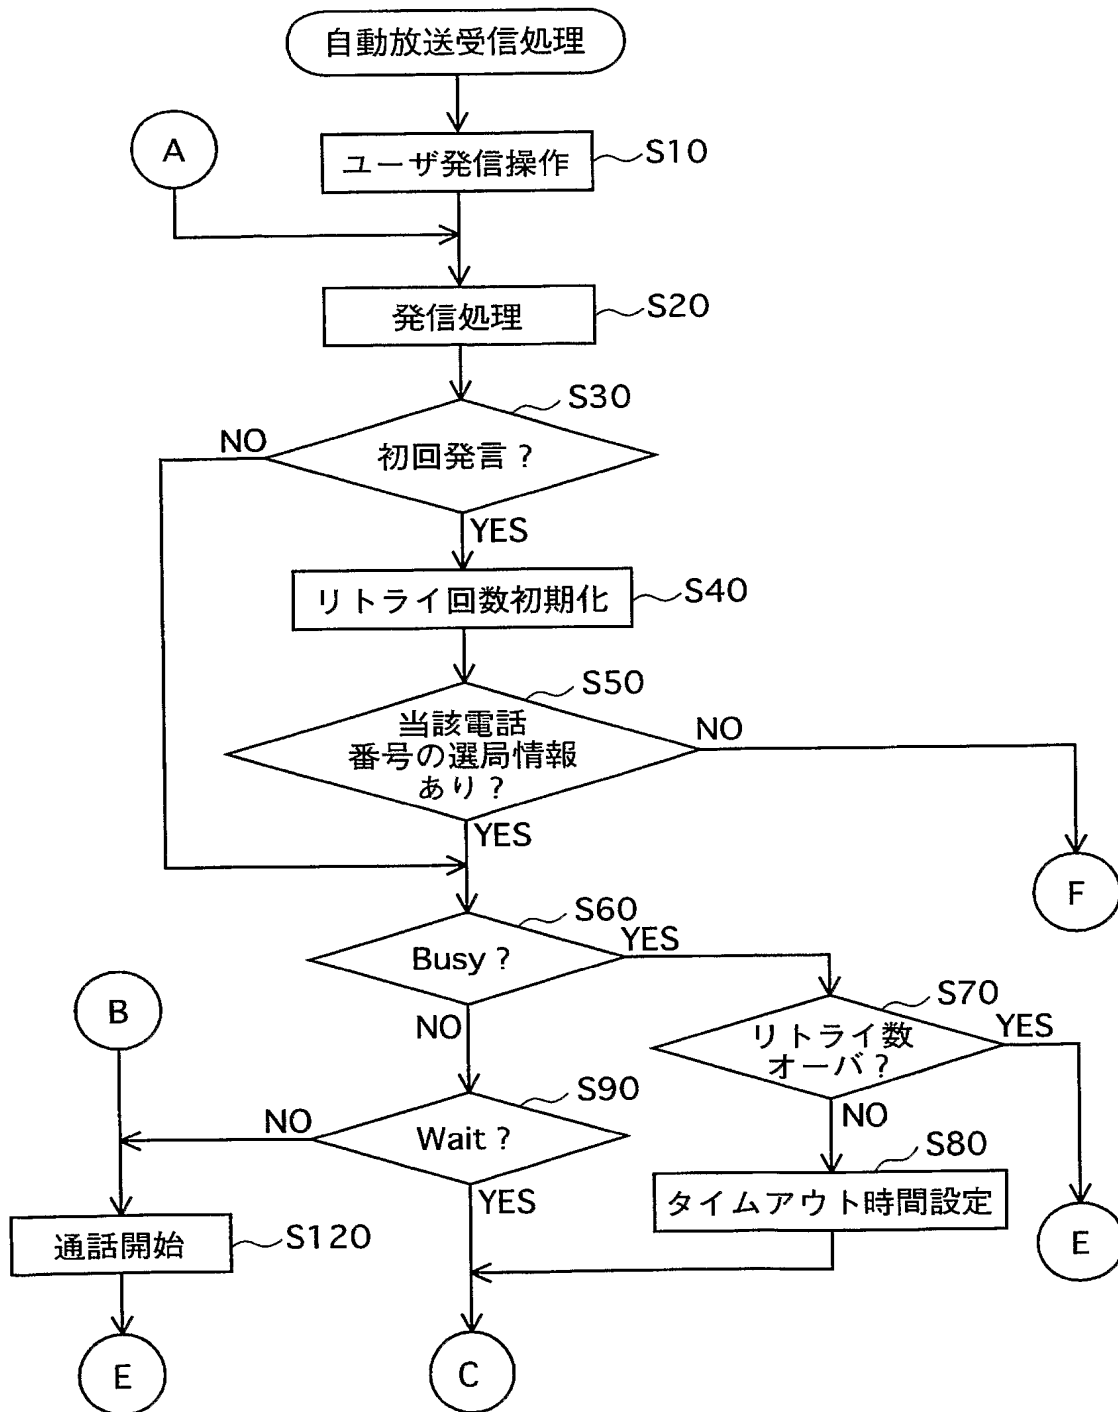 自動放送受信処理
A
ユーザ発信操作
S10
発信処理
S20
S30
NO
初回発言?
YES
リトライ回数初期化
S40
S50
当該電話
番号の選局情報
あり?
NO
YES
F
S60
Busy?
YES
B
NO
S70
リトライ数
オーバ?
YES
S90
NO
Wait?
NO
S80
YES
タイムアウト時間設定
通話開始
S120
E
E
C